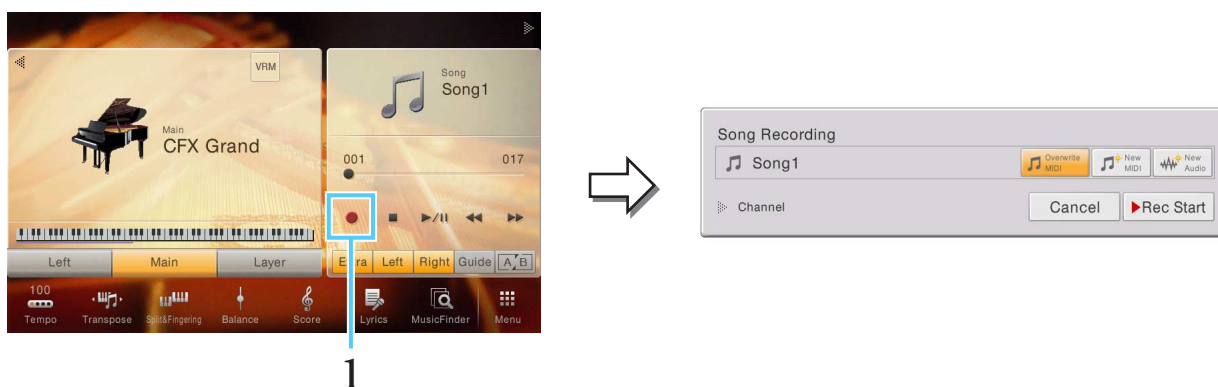 VRM
Main
CFX Grand
Song
Song1
001 017
Left Main Layer
Extra Left Right Guide A B
100
Tempo Transpose Split&Fingering Balance Score Lyrics MusicFinder Menu
1
Song Recording
Song1
Overwrite MIDI
New MIDI
New Audio
Channel
Cancel Rec Start